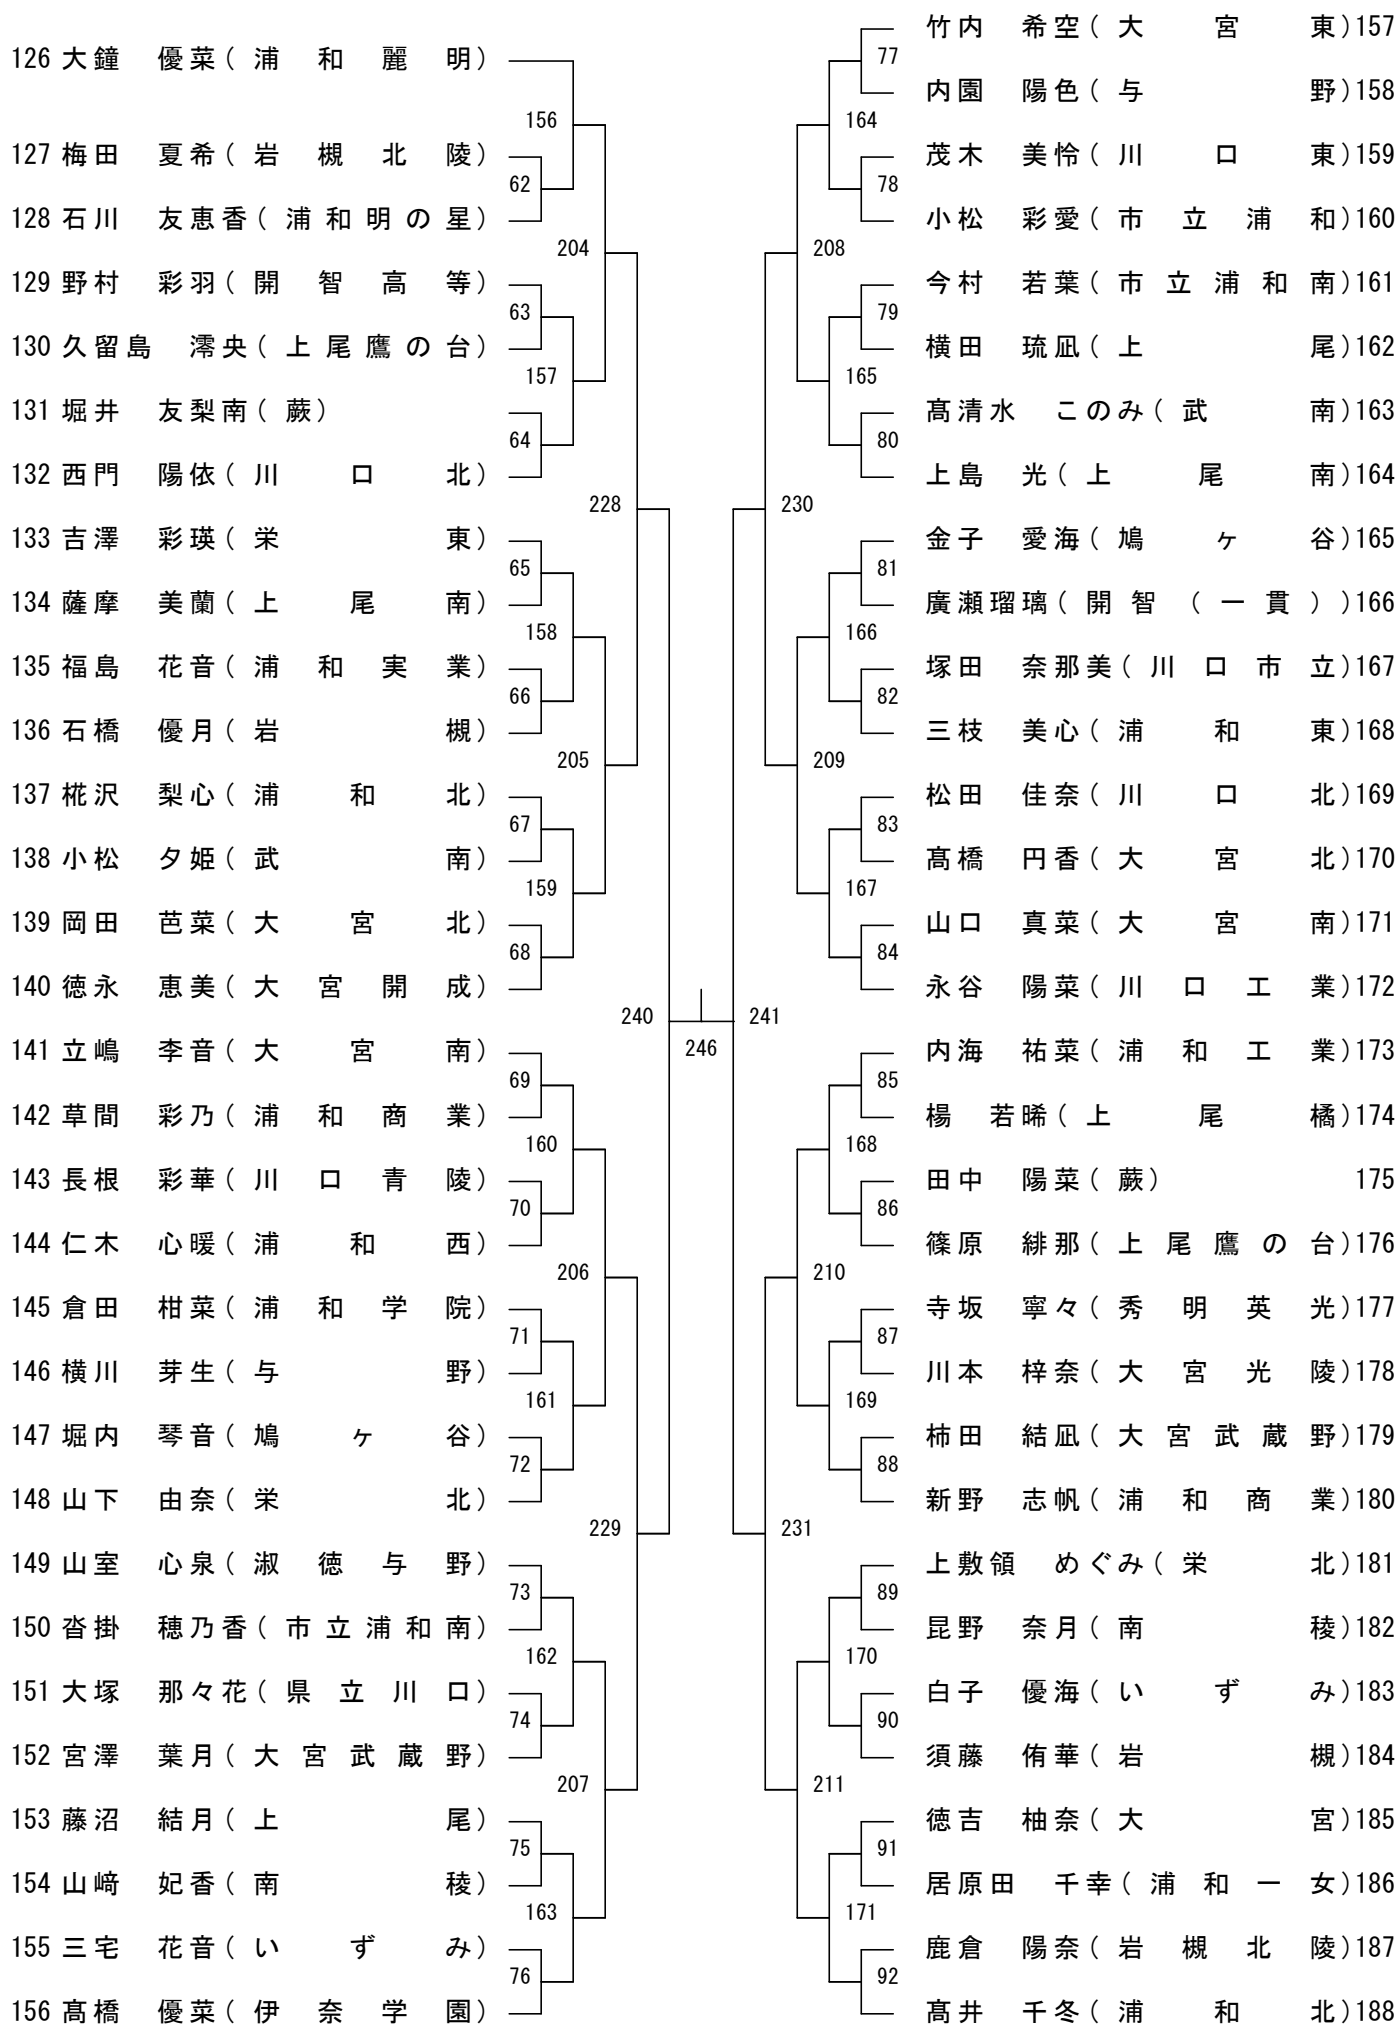 126 大鐘 優菜(浦和麗明)
127 梅田 夏希(岩槻北陵)
128 石川 友恵香(浦和明の星)
129 野村 彩羽(開智高等)
130 久留島 澪央(上尾鷹の台)
131 堀井 友梨南(蕨)
132 西門 陽依(川口北)
133 吉澤 彩瑛(栄東)
134 薩摩 美蘭(上尾南)
135 福島 花音(浦和実業)
136 石橋 優月(岩槻)
137 椛沢 梨心(浦和北)
138 小松 夕姫(武南)
139 岡田 芭菜(大宮北)
140 徳永 恵美(大宮開成)
141 立嶋 李音(大宮南)
142 草間 彩乃(浦和商業)
143 長根 彩華(川口青陵)
144 仁木 心暖(浦和西)
145 倉田 柑菜(浦和学院)
146 横川 芽生(与野)
147 堀内 琴音(鳩ヶ谷)
148 山下 由奈(栄北)
149 山室 心泉(淑徳与野)
150 沓掛 穂乃香(市立浦和南)
151 大塚 那々花(県立川口)
152 宮澤 葉月(大宮武蔵野)
153 藤沼 結月(上尾)
154 山﨑 妃香(南稜)
155 三宅 花音(いずみ)
156 髙橋 優菜(伊奈学園)
62
63
64
65
66
67
68
69
70
71
72
73
74
75
76
156
157
158
159
160
161
162
163
204
205
206
207
228
229
240
246
241
230
231
208
209
210
211
164
165
166
167
168
169
170
171
77
78
79
80
81
82
83
84
85
86
87
88
89
90
91
92
竹内 希空(大宮東)157
内園 陽色(与野)158
茂木 美怜(川口東)159
小松 彩愛(市立浦和)160
今村 若葉(市立浦和南)161
横田 琉凪(上尾)162
髙清水 このみ(武南)163
上島 光(上尾南)164
金子 愛海(鳩ヶ谷)165
廣瀬瑠璃(開智(一貫))166
塚田 奈那美(川口市立)167
三枝 美心(浦和東)168
松田 佳奈(川口北)169
髙橋 円香(大宮北)170
山口 真菜(大宮南)171
永谷 陽菜(川口工業)172
内海 祐菜(浦和工業)173
楊 若晞(上尾橘)174
田中 陽菜(蕨) 175
篠原 緋那(上尾鷹の台)176
寺坂 寧々(秀明英光)177
川本 梓奈(大宮光陵)178
柿田 結凪(大宮武蔵野)179
新野 志帆(浦和商業)180
上敷領 めぐみ(栄北)181
昆野 奈月(南稜)182
白子 優海(いずみ)183
須藤 侑華(岩槻)184
徳吉 柚奈(大宮)185
居原田 千幸(浦和一女)186
鹿倉 陽奈(岩槻北陵)187
髙井 千冬(浦和北)188